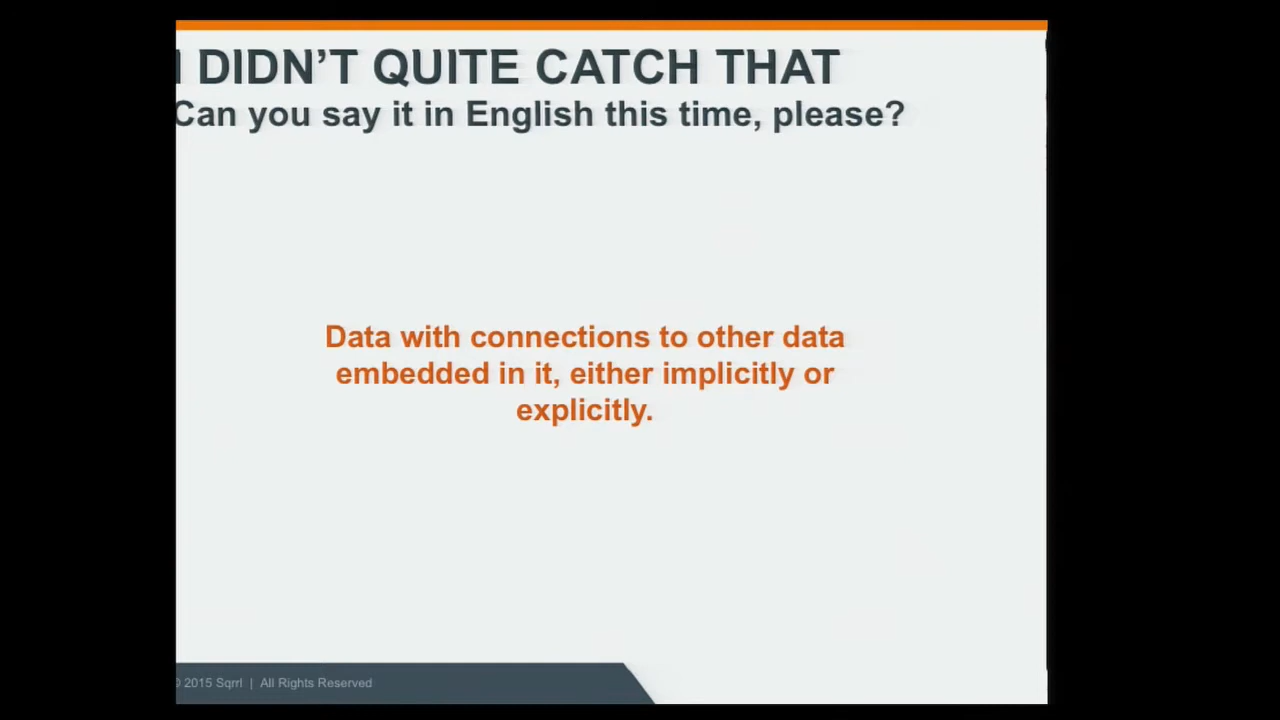 I DIDN'T QUITE CATCH THAT
Can you say it in English this time, please?
Data with connections to other data
embedded in it, either implicitly or
explicitly.
© 2015 Sqrrl | All Rights Reserved